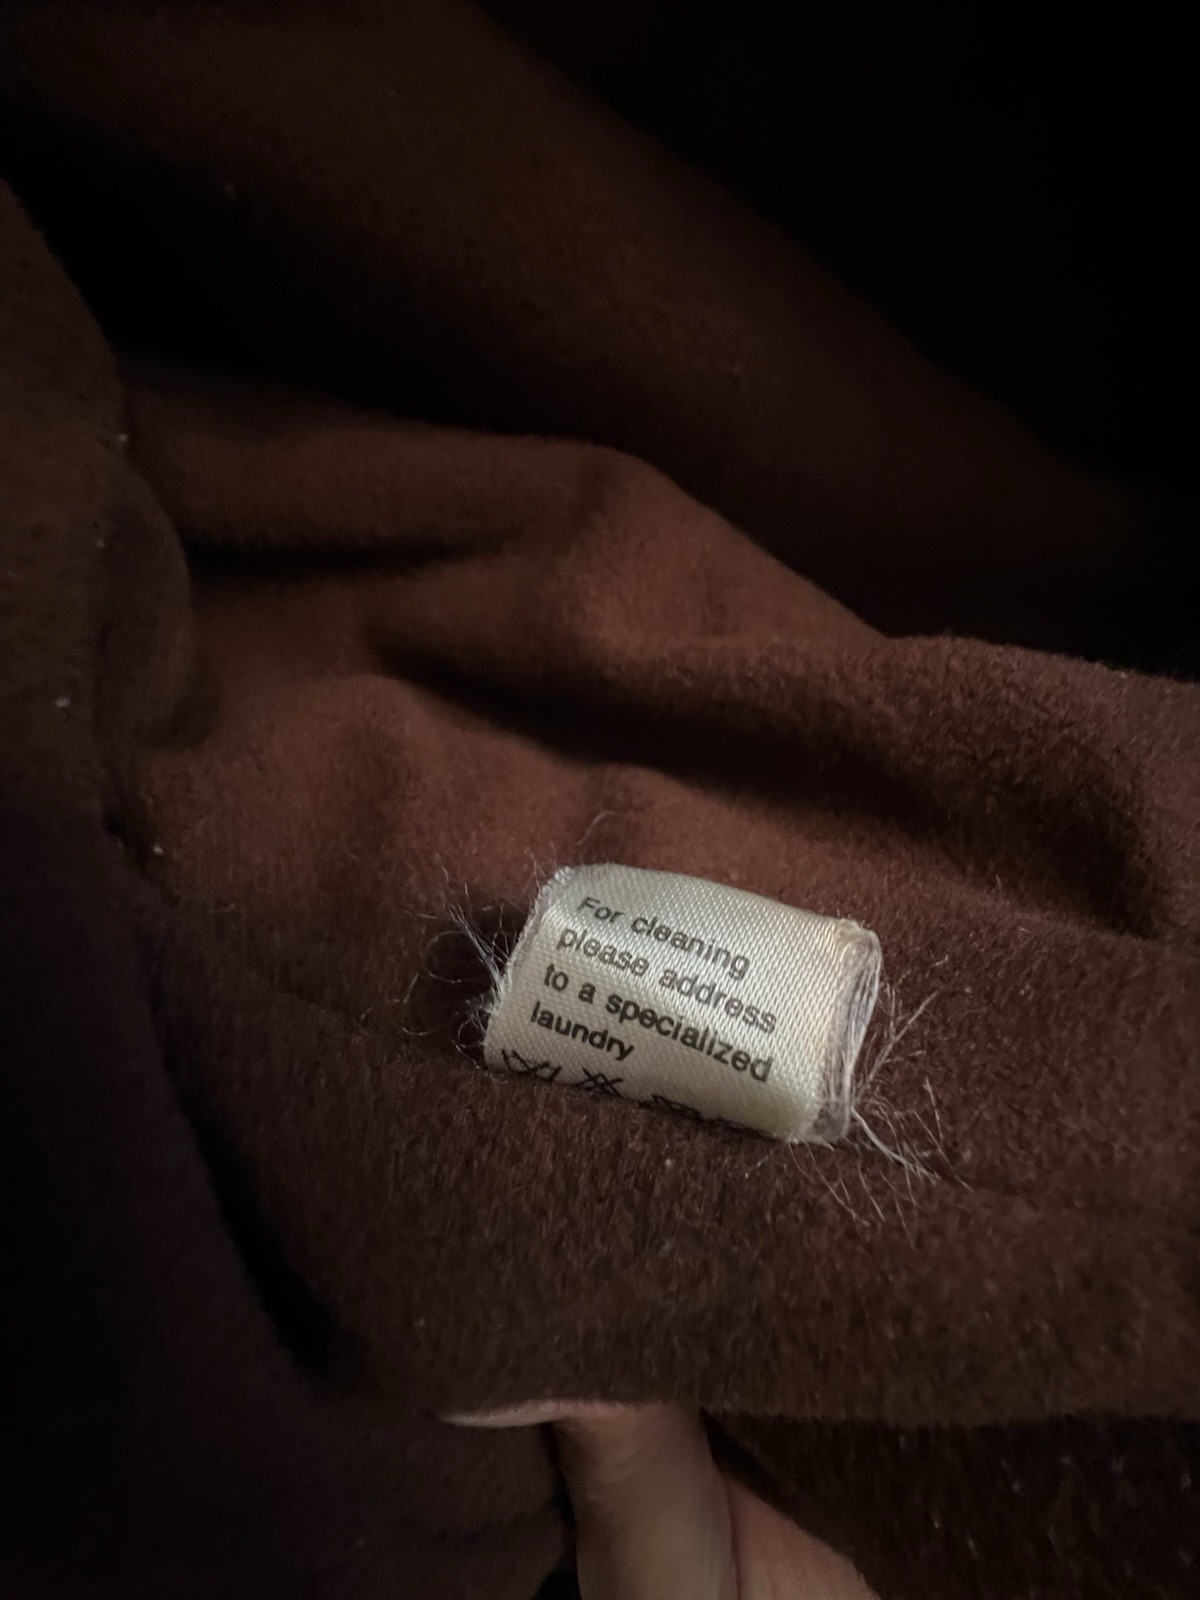 For cleaning
please address
to a specialized
laundry